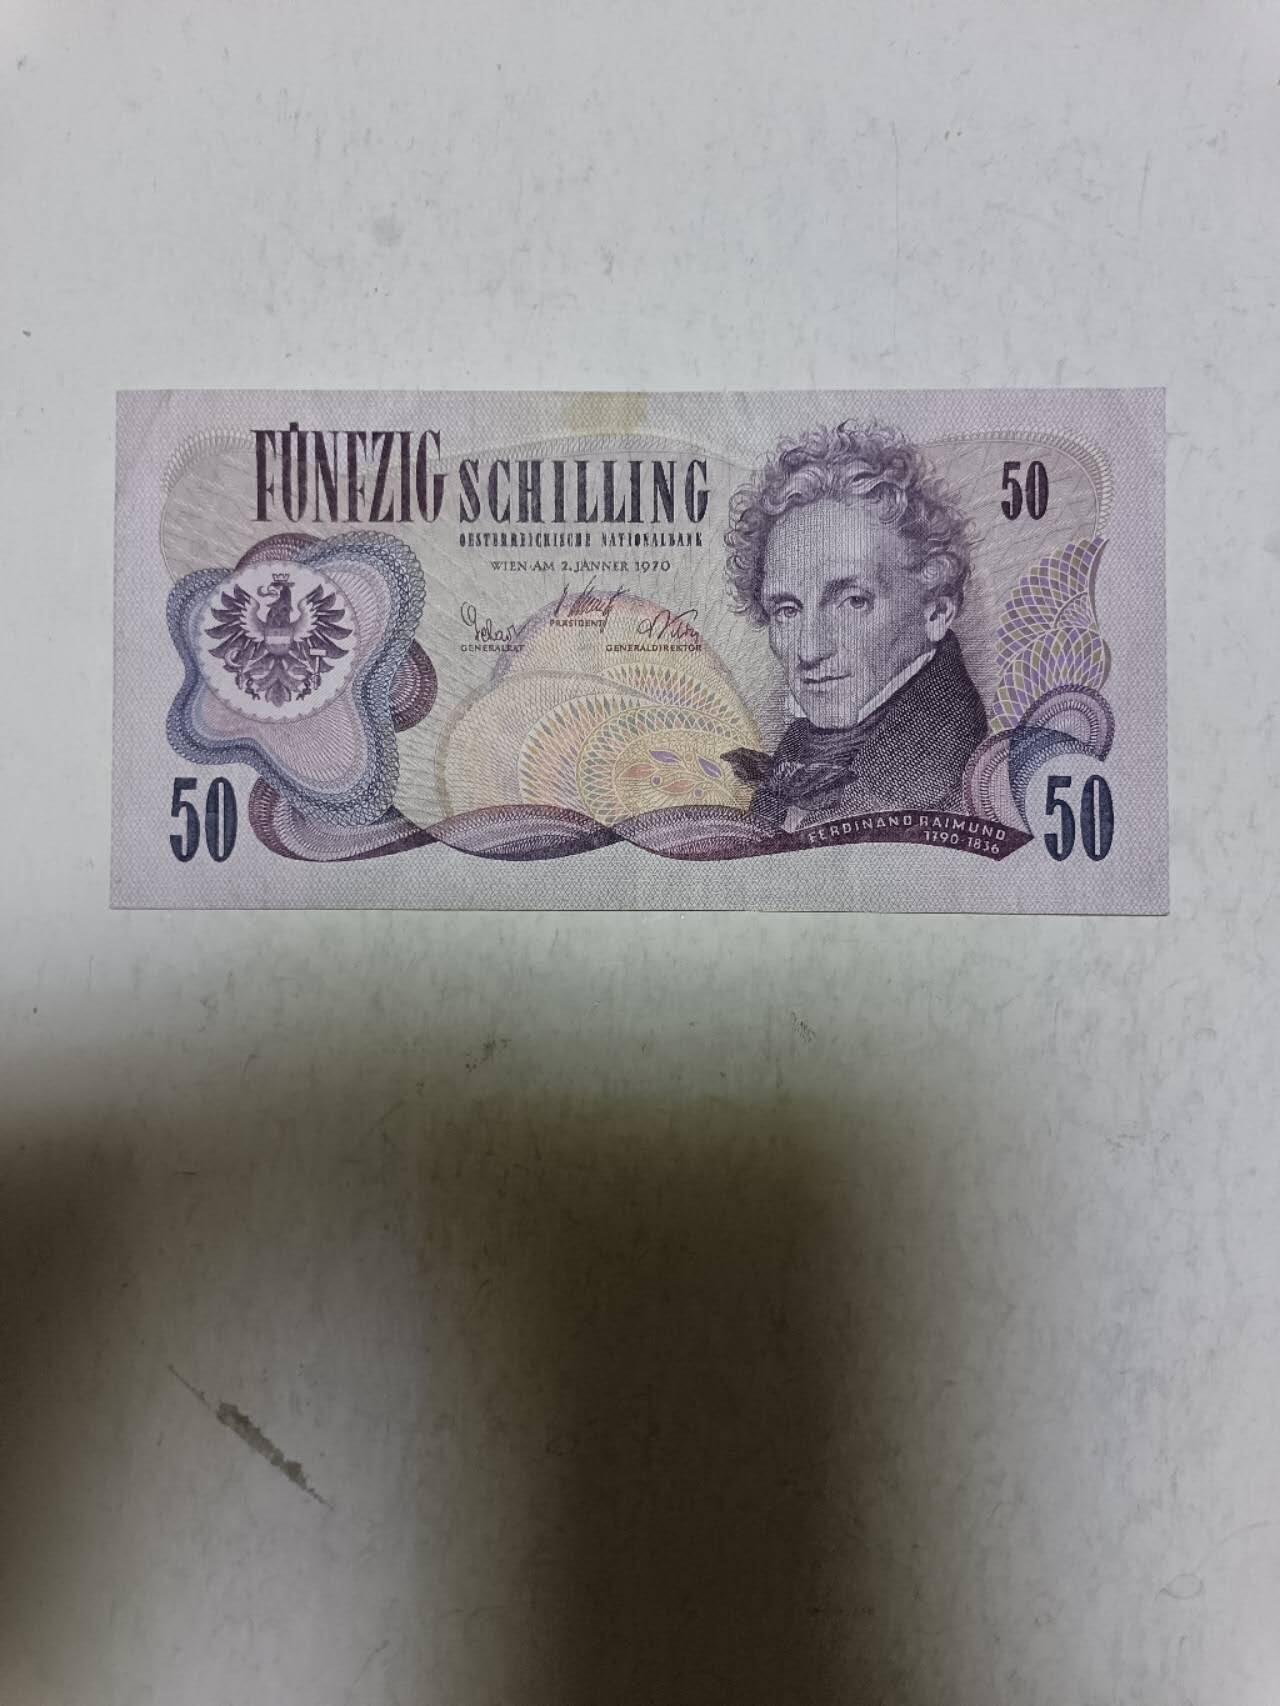 FÜNFZIG SCHILLING
50
OESTERREICHISCHE NATIONALBANK
WIEN·AM 2. JÄNNER 1970
PRÄSIDENT
GENERALRAT
GENERALDIREKTOR
50
FERDINAND RAIMUND
1790-1836
50